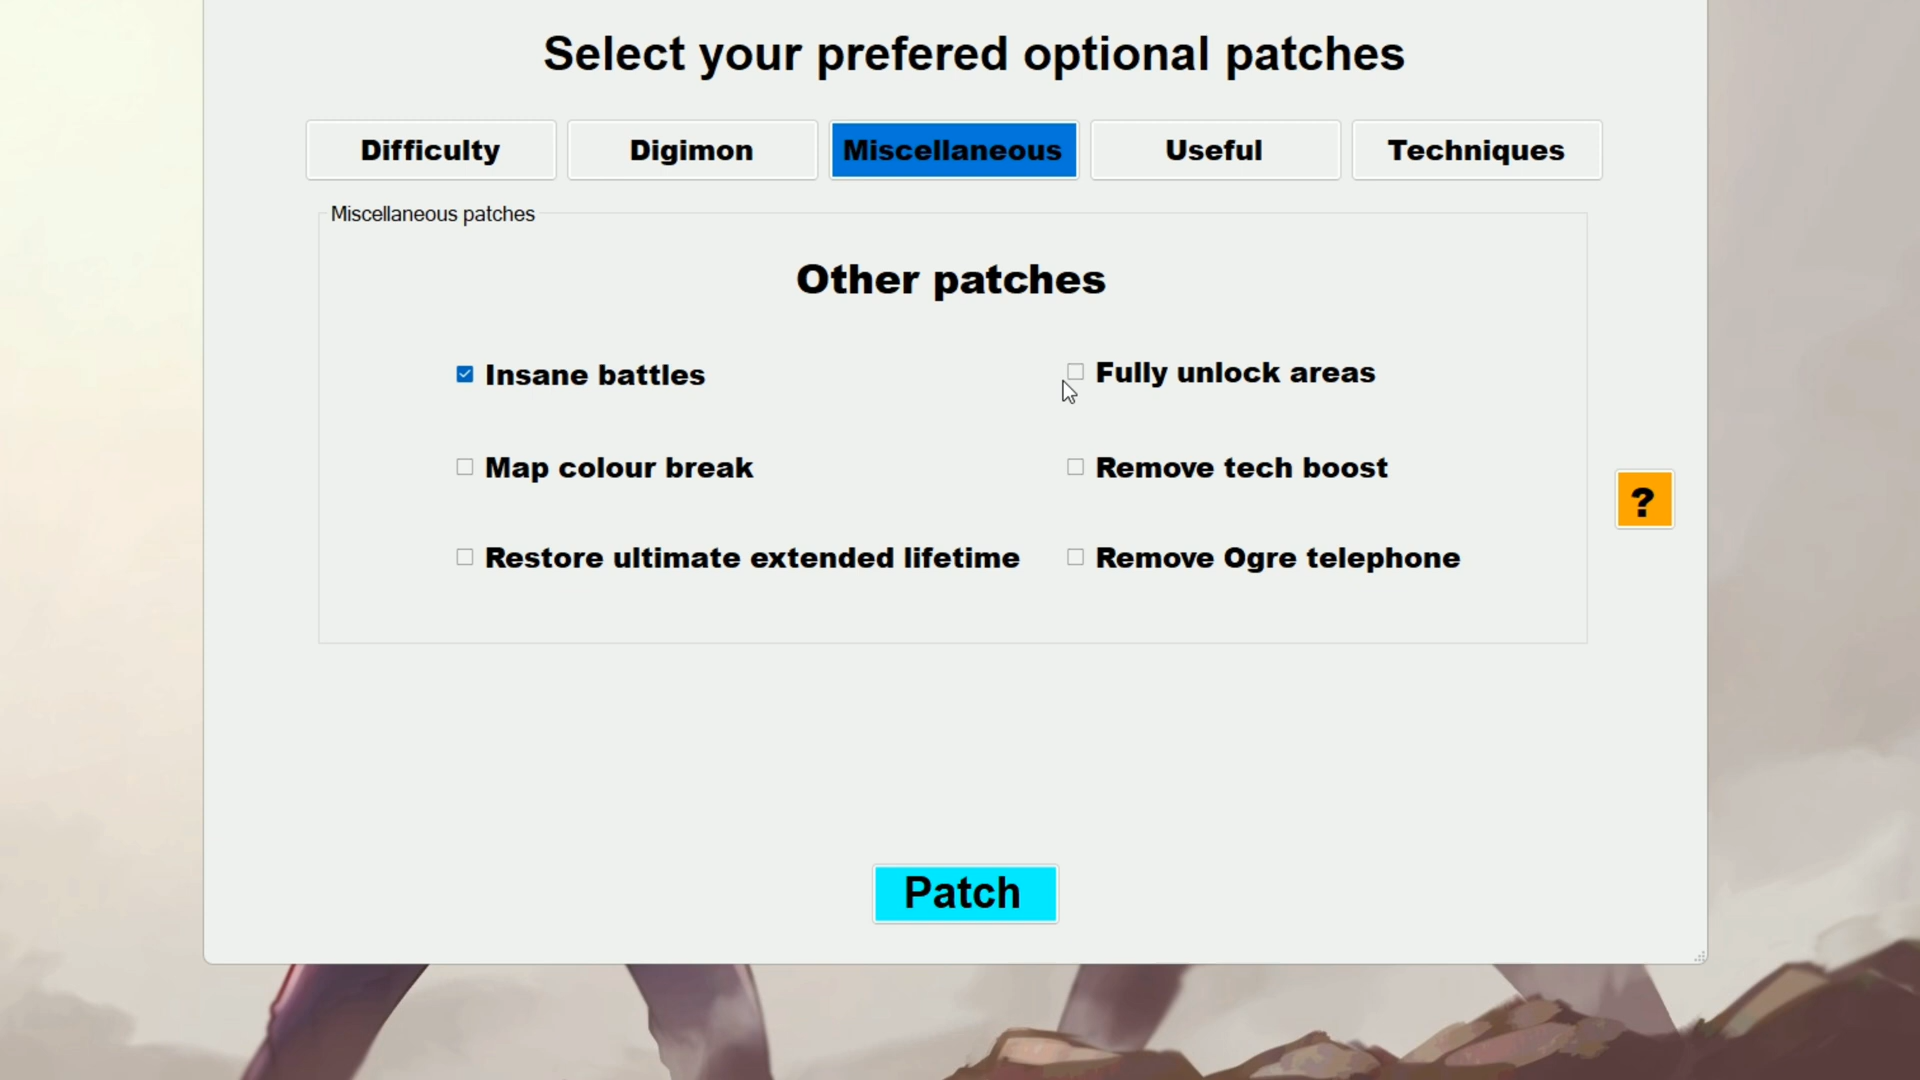 Select your prefered optional patches
Difficulty Digimon Miscellaneous Useful Techniques
Miscellaneous patches
Other patches
Insane battles Fully unlock areas
Map colour break Remove tech boost
?
Restore ultimate extended lifetime Remove Ogre telephone
Patch